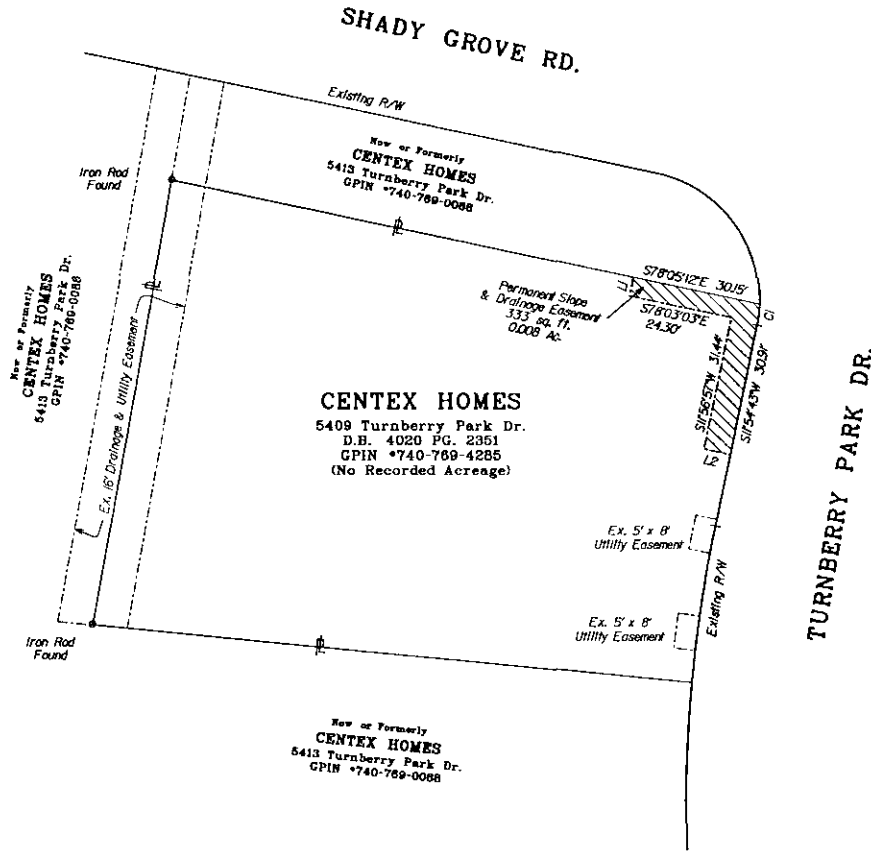 SHADY GROVE RD.
Existing R/W
Now or Formerly
CENTEX HOMES
5413 Turnberry Park Dr.
GPIN *740-769-0088
Iron Rod
Found
Now or Formerly
CENTEX HOMES
5413 Turnberry Park Dr.
GPIN *740-769-0088
Ex. 16' Drainage & Utility Easement
Permanent Slope
& Drainage Easement
333 sq. ft.
0.008 Ac.
L1
S78°05'12"E 30.15'
S78°03'03"E
24.30'
C1
S11°56'57"W 31.44'
S11°54'43"W 30.91'
L2
CENTEX HOMES
5409 Turnberry Park Dr.
D.B. 4020 PG. 2351
GPIN *740-769-4285
(No Recorded Acreage)
TURNBERRY PARK DR.
Ex. 5' x 8'
Utility Easement
Existing R/W
Ex. 5' x 8'
Utility Easement
Iron Rod
Found
Now or Formerly
CENTEX HOMES
5413 Turnberry Park Dr.
GPIN *740-769-0088